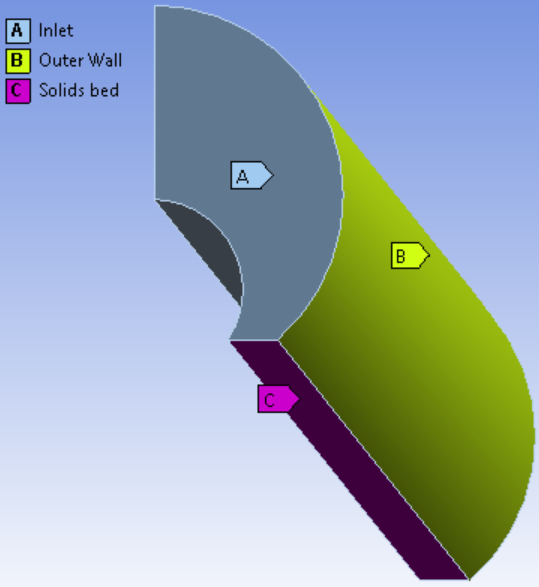 A Inlet
B Outer Wall
C Solids bed
A
B
C